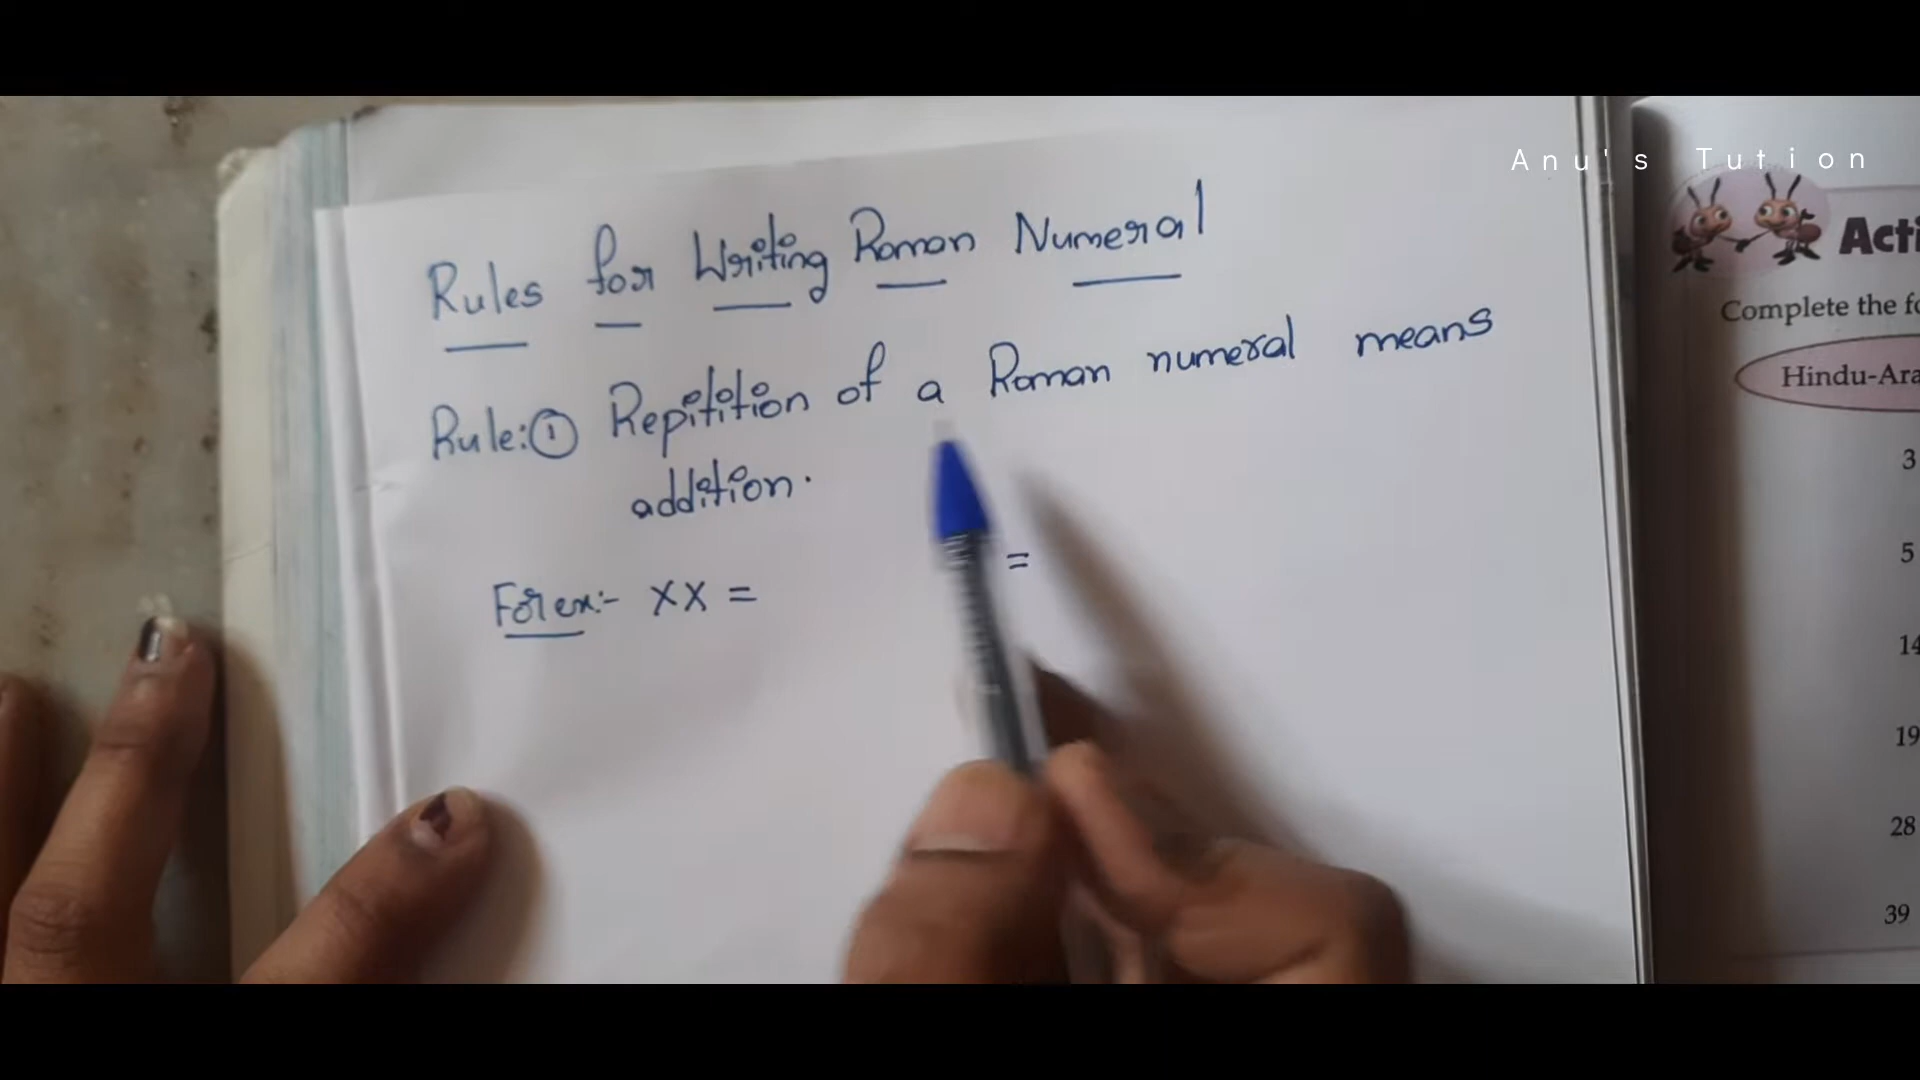 Anu's Tution
Rules for Writing Roman Numeral
Rule:① Repitition of a Roman numeral means
addition.
For ex:- XX = =
Acti
Complete the fo
Hindu-Ara
3
5
14
19
28
39